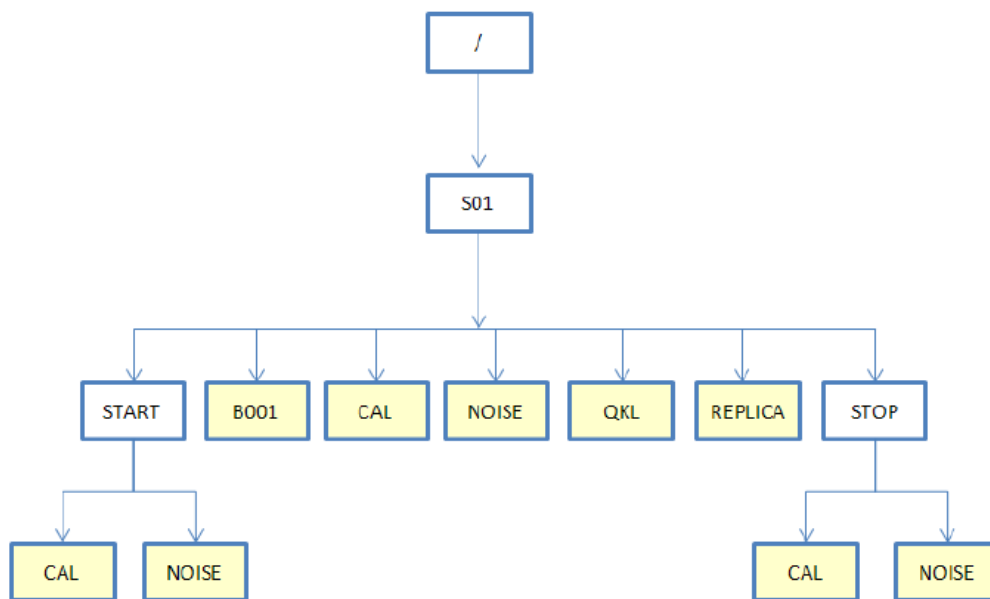 /
S01
START
B001
CAL
NOISE
QKL
REPLICA
STOP
CAL
NOISE
CAL
NOISE